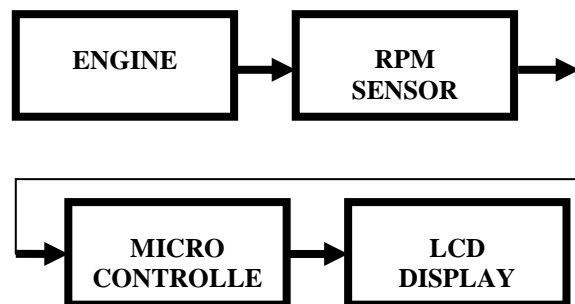 ENGINE
RPM
SENSOR
MICRO
CONTROLLE
LCD
DISPLAY